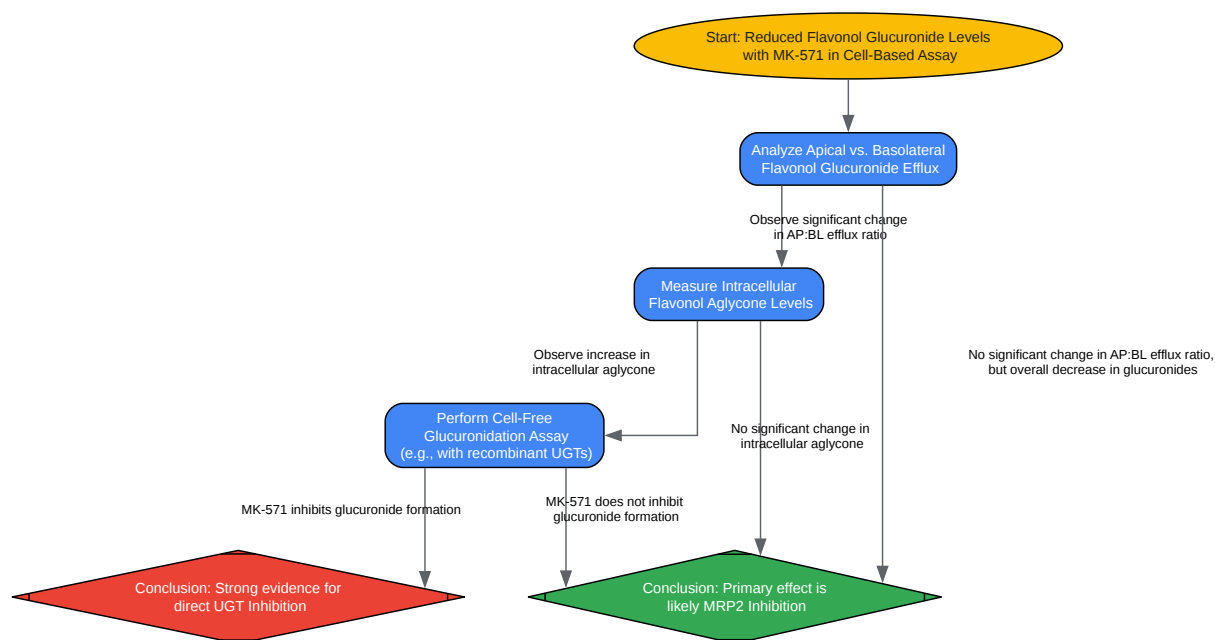 Start: Reduced Flavonol Glucuronide Levels
with MK-571 in Cell-Based Assay
Analyze Apical vs. Basolateral
Flavonol Glucuronide Efflux
Observe significant change
in AP:BL efflux ratio
Measure Intracellular
Flavonol Aglycone Levels
Observe increase in
intracellular aglycone
No significant change in AP:BL efflux ratio,
but overall decrease in glucuronides
Perform Cell-Free
Glucuronidation Assay
(e.g., with recombinant UGTs)
No significant change in
intracellular aglycone
MK-571 inhibits glucuronide formation
MK-571 does not inhibit
glucuronide formation
Conclusion: Strong evidence for
direct UGT Inhibition
Conclusion: Primary effect is
likely MRP2 Inhibition